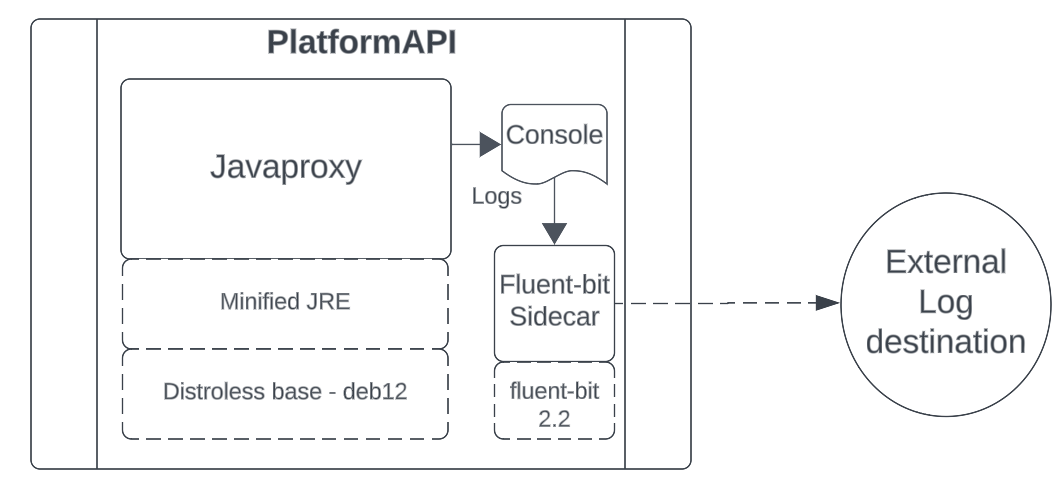 PlatformAPI
Javaproxy
Console
Logs
Minified JRE
Fluent-bit
Sidecar
Distroless base - deb12
fluent-bit
2.2
External
Log
destination